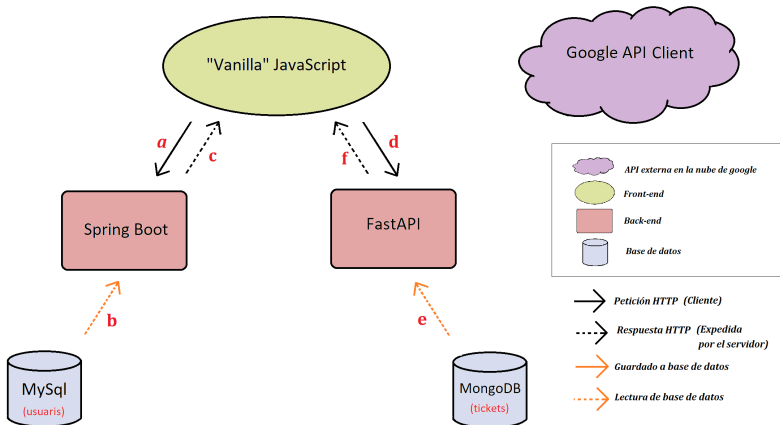 "Vanilla" JavaScript
Google API Client
a
c
f
d
API externa en la nube de google
Front-end
Back-end
Base de datos
Spring Boot
FastAPI
Petición HTTP (Cliente)
Respuesta HTTP (Expedida
por el servidor)
Guardado a base de datos
Lectura de base de datos
b
e
MySql
(usuaris)
MongoDB
(tickets)